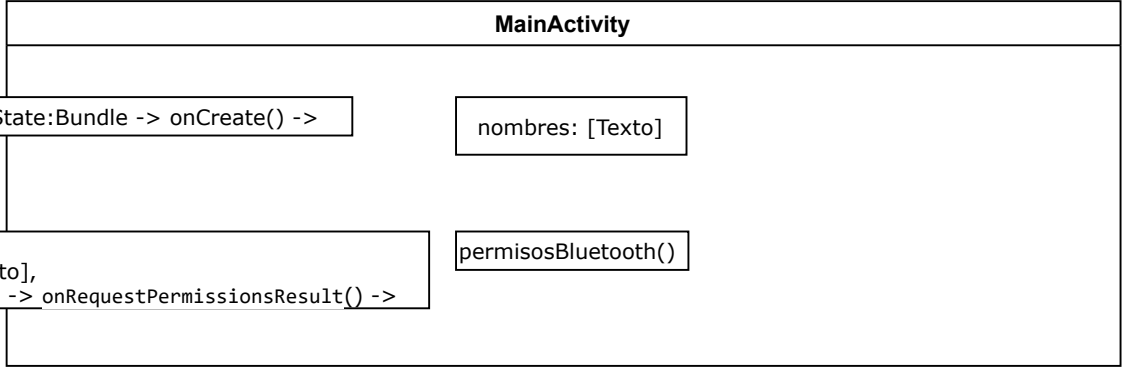 MainActivity
State:Bundle -> onCreate() ->
nombres: [Texto]
to],
-> onRequestPermissionsResult() ->
permisosBluetooth()